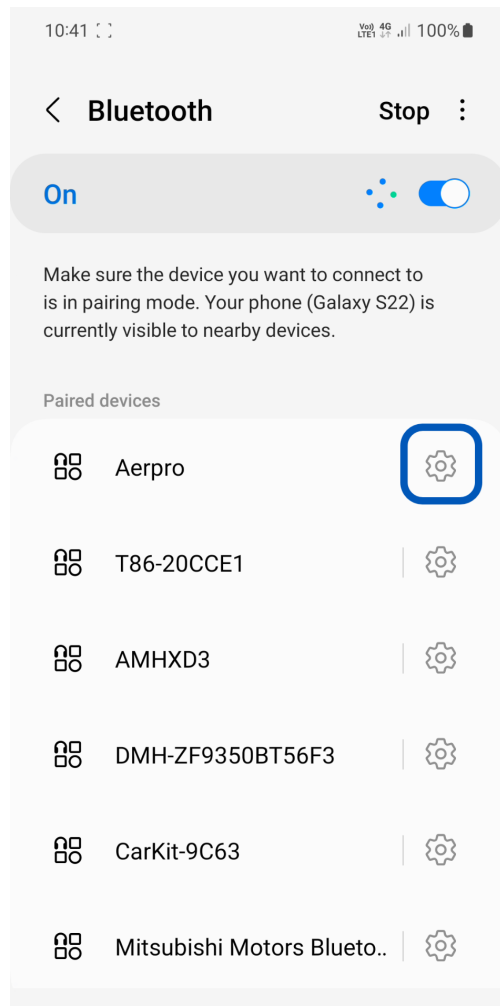 10:41
Vo) 4G
LTE1 100%
Bluetooth Stop
On
Make sure the device you want to connect to
is in pairing mode. Your phone (Galaxy S22) is
currently visible to nearby devices.
Paired devices
Aerpro
T86-20CCE1
AMHXD3
DMH-ZF9350BT56F3
CarKit-9C63
Mitsubishi Motors Blueto..